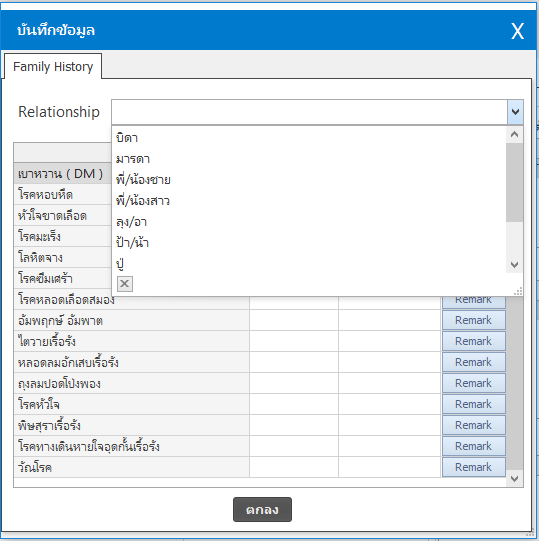 บันทึกข้อมูล X
Family History
Relationship
บิดา
มารดา
พี่/น้องชาย
พี่/น้องสาว
ลุง/อา
ป้า/น้า
ปู่
เบาหวาน ( DM )
โรคหอบหืด
หัวใจขาดเลือด
โรคมะเร็ง
โลหิตจาง
โรคซึมเศร้า
โรคหลอดเลือดสมอง Remark
อัมพฤกษ์ อัมพาต Remark
ไตวายเรื้อรัง Remark
หลอดลมอักเสบเรื้อรัง Remark
ถุงลมปอดโป่งพอง Remark
โรคหัวใจ Remark
พิษสุราเรื้อรัง Remark
โรคทางเดินหายใจอุดกั้นเรื้อรัง Remark
วัณโรค Remark
ตกลง